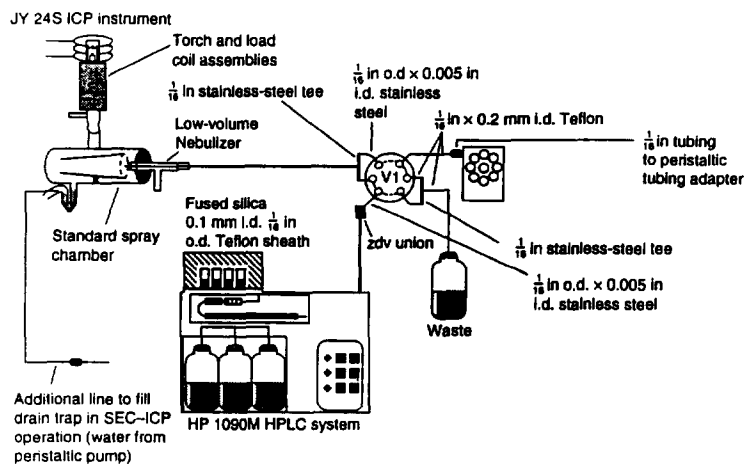 JY 24S ICP instrument
Torch and load
coil assemblies
1/16 in stainless-steel tee
Low-volume
Nebulizer
1/16 in o.d × 0.005 in
i.d. stainless
steel
1/16 in × 0.2 mm i.d. Teflon
1/16 in tubing
to peristaltic
tubing adapter
V1
Standard spray
chamber
Fused silica
0.1 mm i.d. 1/16 in
o.d. Teflon sheath
zdv union
1/16 in stainless-steel tee
1/16 in o.d. × 0.005 in
i.d. stainless steel
Waste
Additional line to fill
drain trap in SEC–ICP
operation (water from
peristaltic pump)
HP 1090M HPLC system